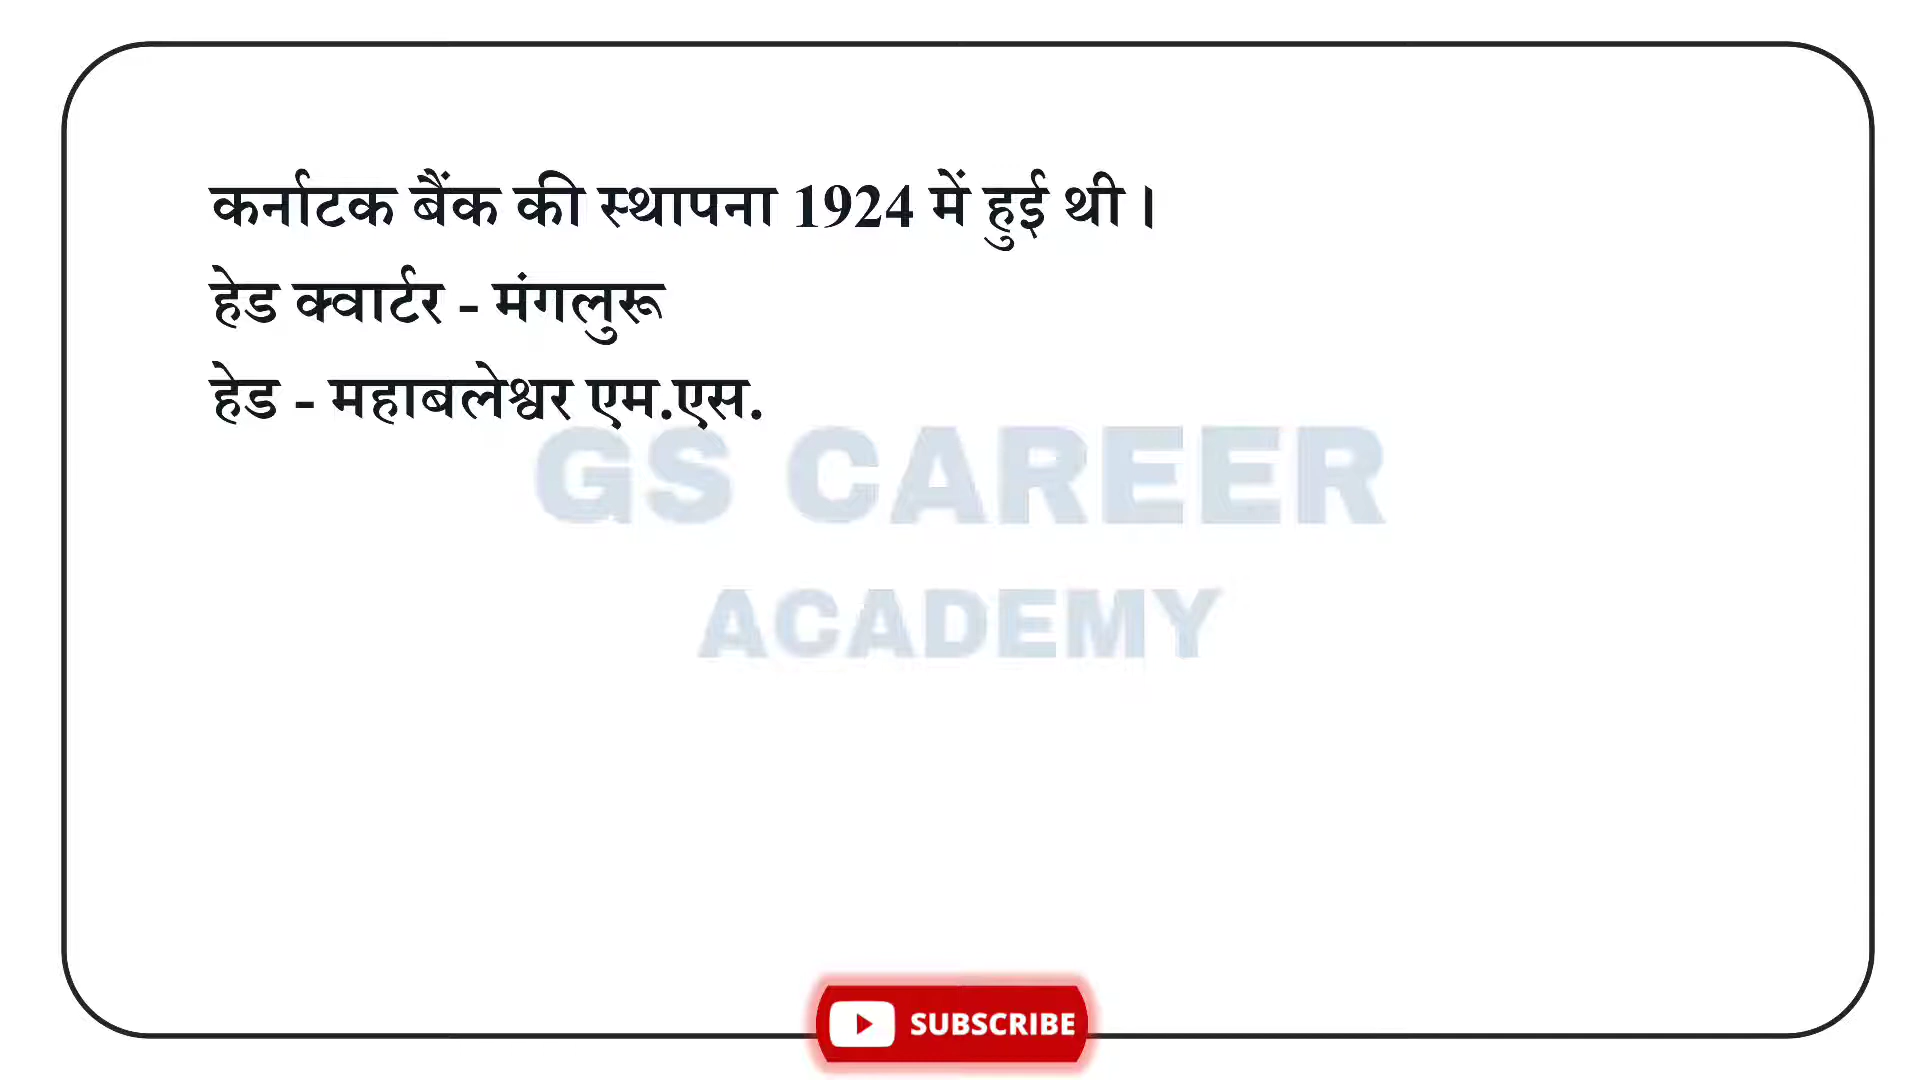 कर्नाटक बैंक की स्थापना 1924 में हुई थी।
हेड क्वार्टर - मंगलुरू
हेड - महाबलेश्वर एम.एस.
GS CAREER
ACADEMY
SUBSCRIBE